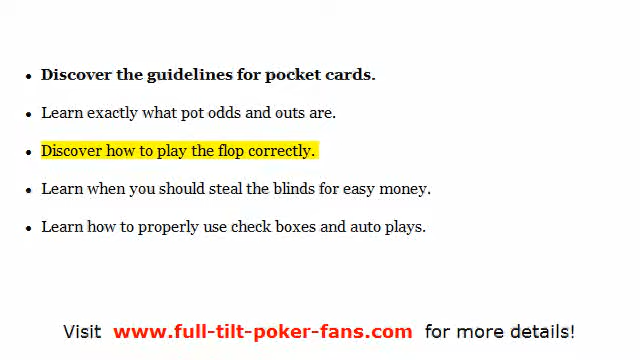 Discover the guidelines for pocket cards.
Learn exactly what pot odds and outs are.
Discover how to play the flop correctly.
Learn when you should steal the blinds for easy money.
Learn how to properly use check boxes and auto plays.
Visit www.full-tilt-poker-fans.com for more details!